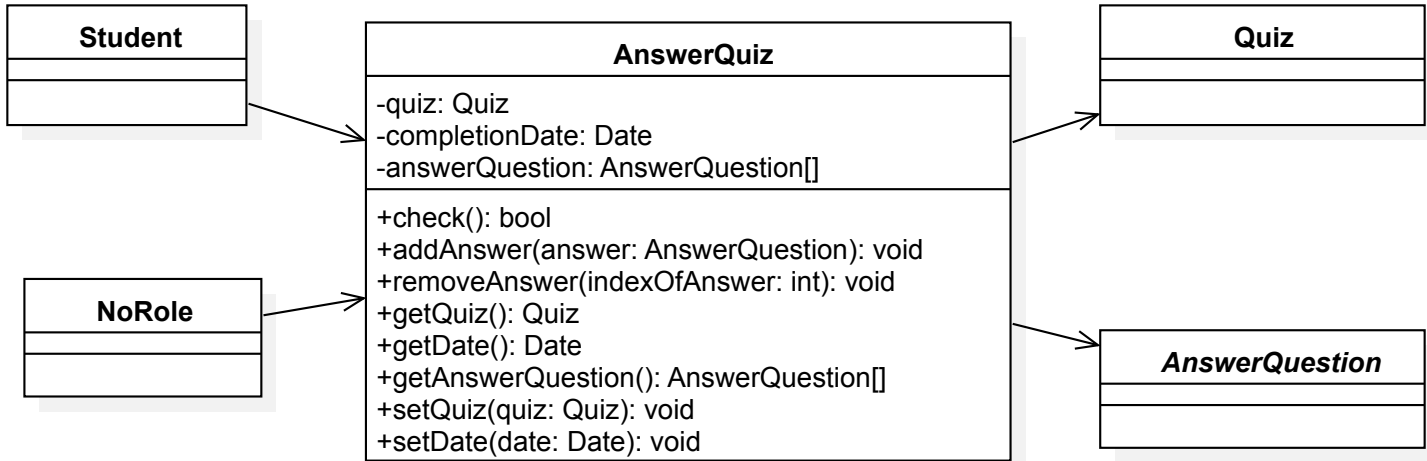 Student
NoRole
AnswerQuiz
-quiz: Quiz
-completionDate: Date
-answerQuestion: AnswerQuestion[]
+check(): bool
+addAnswer(answer: AnswerQuestion): void
+removeAnswer(indexOfAnswer: int): void
+getQuiz(): Quiz
+getDate(): Date
+getAnswerQuestion(): AnswerQuestion[]
+setQuiz(quiz: Quiz): void
+setDate(date: Date): void
Quiz
AnswerQuestion